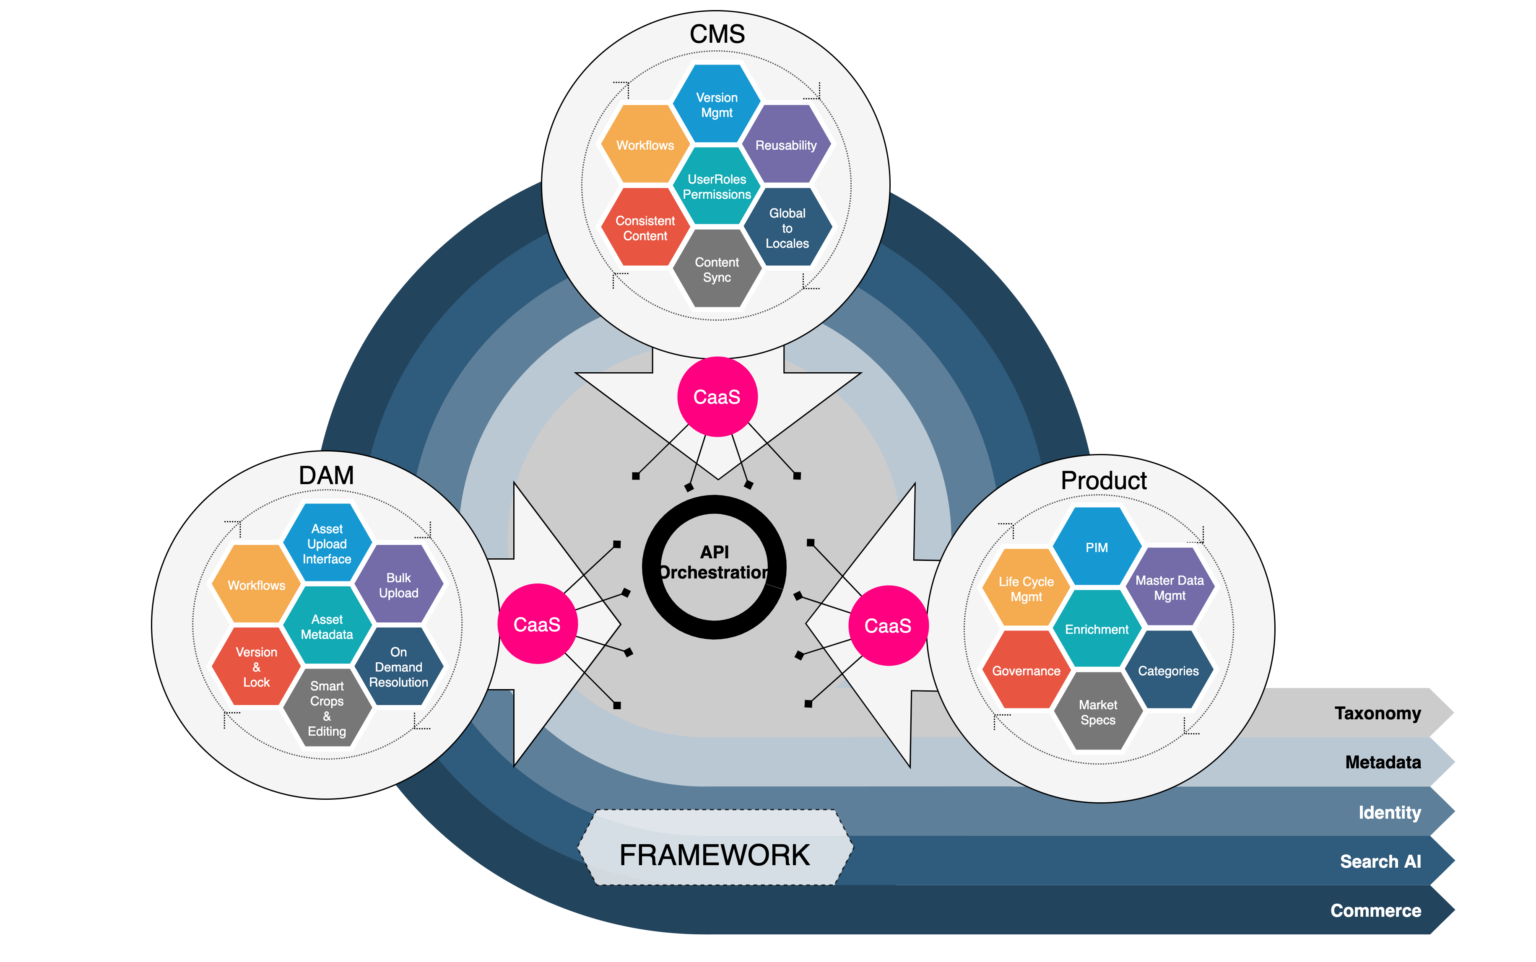 CMS
Version
Mgmt
Workflows
Reusability
UserRoles
Permissions
Consistent
Content
Global
to
Locales
Content
Sync
CaaS
DAM
Asset
Upload
Interface
Workflows
Bulk
Upload
Asset
Metadata
Version
&
Lock
On
Demand
Resolution
Smart
Crops
&
Editing
CaaS
API
Orchestration
CaaS
Product
PIM
Life Cycle
Mgmt
Master Data
Mgmt
Enrichment
Governance
Categories
Market
Specs
Taxonomy
Metadata
Identity
Search AI
Commerce
FRAMEWORK